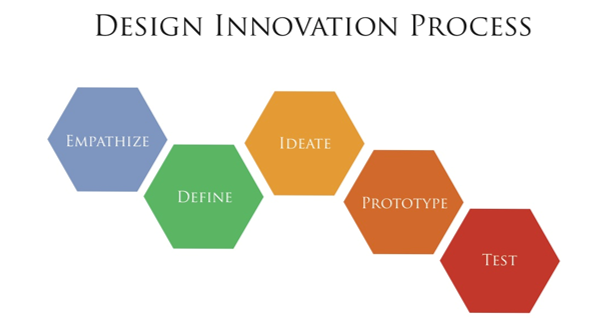 Design Innovation Process
Empathize
Define
Ideate
Prototype
Test